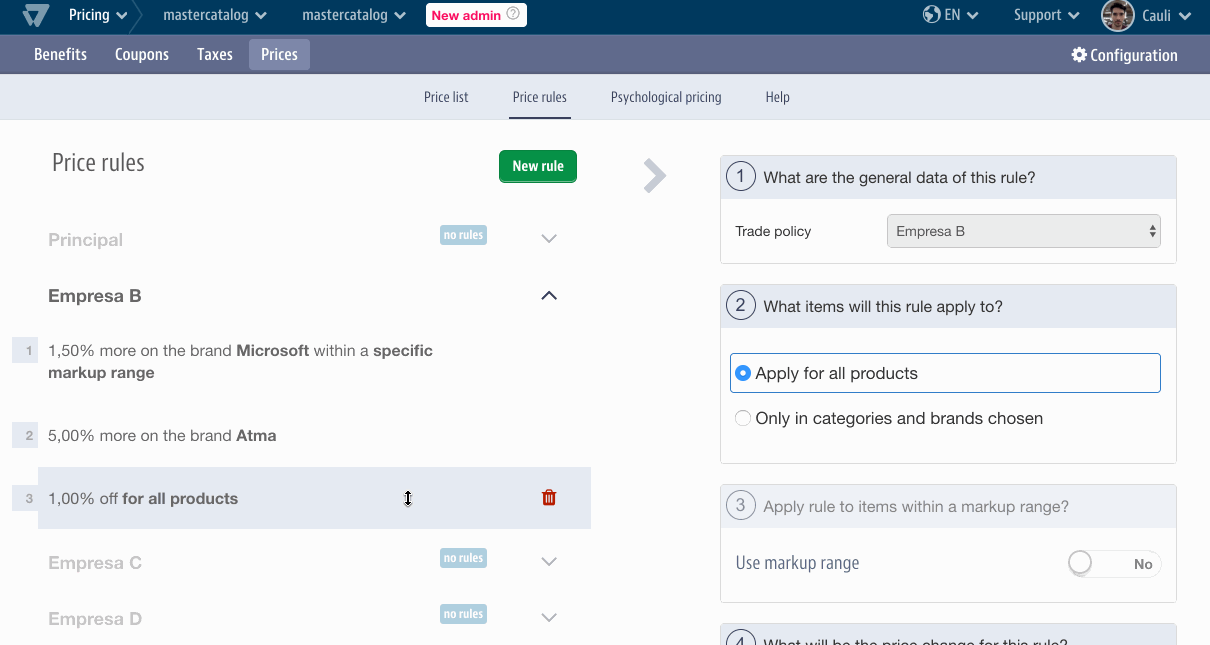 Pricing mastercatalog mastercatalog New admin ? EN Support Cauli
Benefits Coupons Taxes Prices Configuration
Price list Price rules Psychological pricing Help
Price rules New rule
Principal no rules
Empresa B
1 1,50% more on the brand Microsoft within a specific
markup range
2 5,00% more on the brand Atma
3 1,00% off for all products
Empresa C no rules
Empresa D no rules
1 What are the general data of this rule?
Trade policy Empresa B
2 What items will this rule apply to?
Apply for all products
Only in categories and brands chosen
3 Apply rule to items within a markup range?
Use markup range No
4 What will be the price change for this rule?